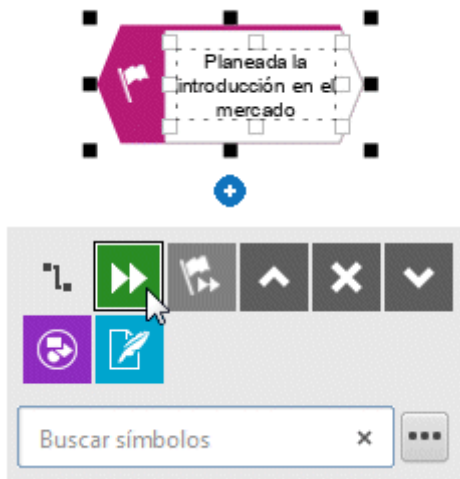 Planeada la
introducción en el
mercado
Buscar símbolos